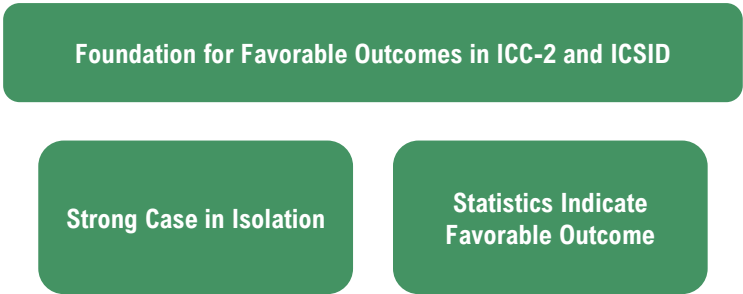 Foundation for Favorable Outcomes in ICC-2 and ICSID
Strong Case in Isolation
Statistics Indicate
Favorable Outcome